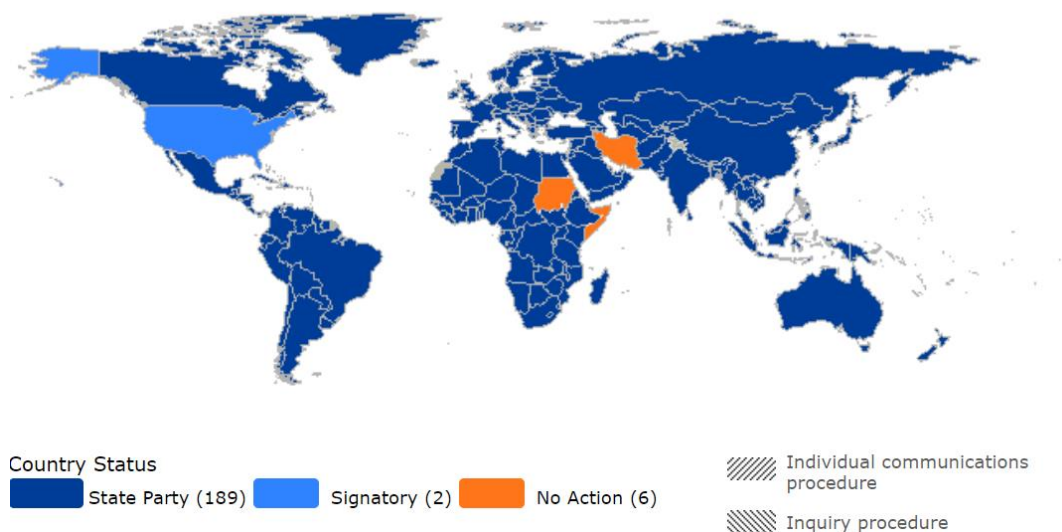 Country Status
State Party (189)
Signatory (2)
No Action (6)
Individual communications
procedure
Inquiry procedure